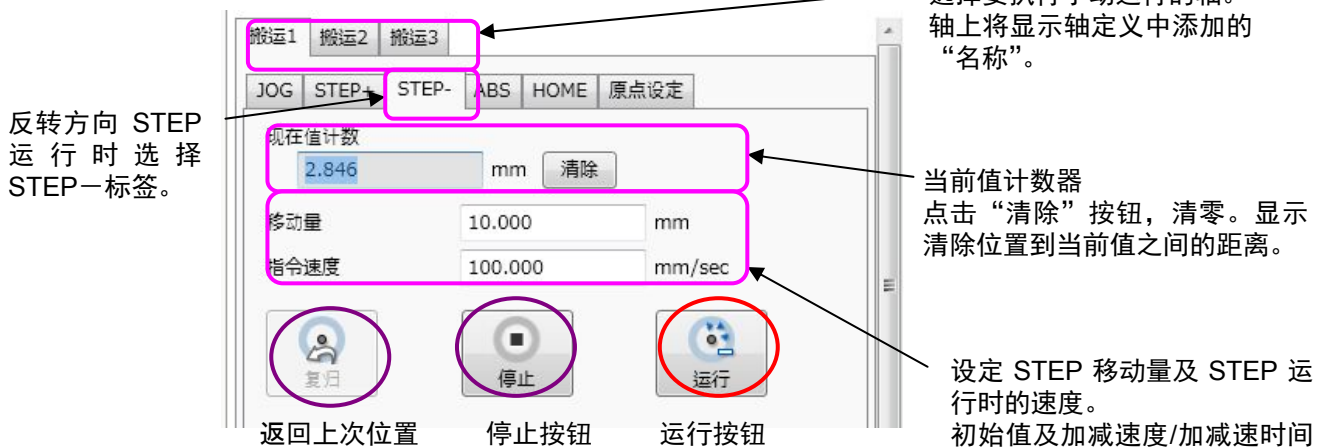 选择要执行手动运行的轴。
轴上将显示轴定义中添加的
“名称”。
搬运1 搬运2 搬运3
JOG STEP+ STEP- ABS HOME 原点设定
反转方向 STEP
运行时选择
STEP－标签。
现在值计数
2.846 mm 清除
当前值计数器
点击“清除”按钮，清零。显示
清除位置到当前值之间的距离。
移动量 10.000 mm
指令速度 100.000 mm/sec
复归 停止 运行
返回上次位置 停止按钮 运行按钮
设定 STEP 移动量及 STEP 运
行时的速度。
初始值及加减速度/加减速时间